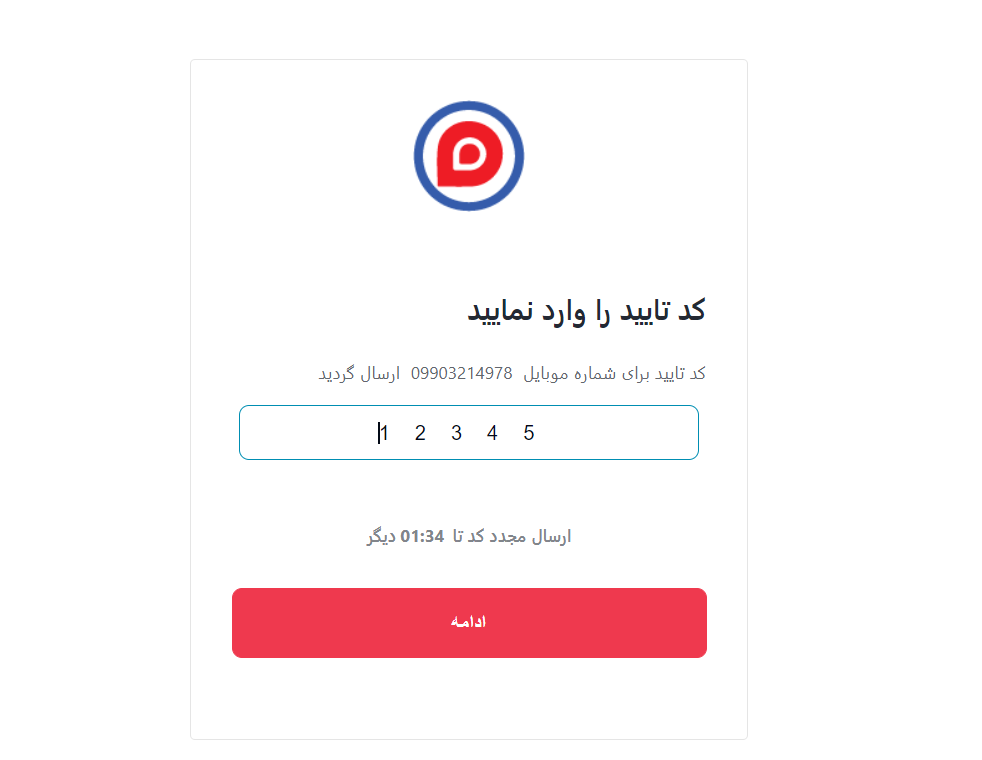 کد تایید را وارد نمایید
کد تایید برای شماره موبایل 09903214978 ارسال گردید
1 2 3 4 5
ارسال مجدد کد تا 01:34 دیگر
ادامه